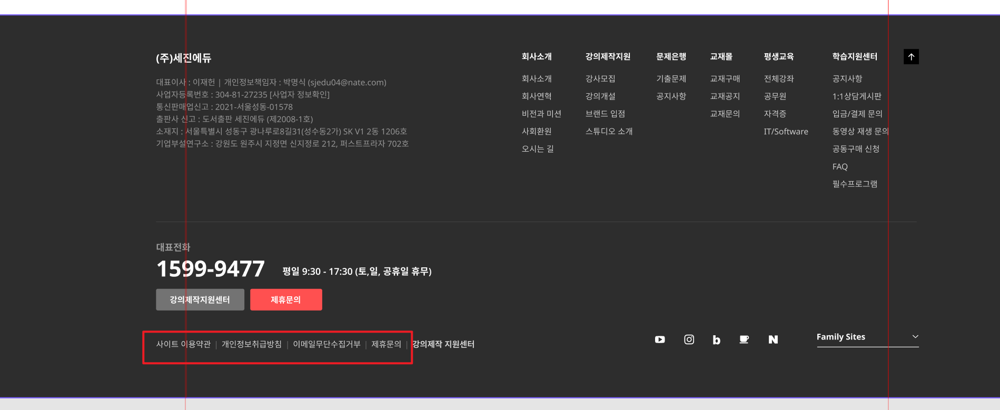 (주)세진에듀
대표이사 : 이재헌 | 개인정보책임자 : 박명식 (sjedu04@nate.com)
사업자등록번호 : 304-81-27235 [사업자 정보확인]
통신판매업신고 : 2021-서울성동-01578
출판사 신고 : 도서출판 세진에듀 (제2008-1호)
소재지 : 서울특별시 성동구 광나루로8길31(성수동2가) SK V1 2동 1206호
기업부설연구소 : 강원도 원주시 지정면 신지정로 212, 퍼스트프라자 702호
회사소개
회사소개
회사연혁
비전과 미션
사회환원
오시는 길
강의제작지원
강사모집
강의개설
브랜드 입점
스튜디오 소개
문제은행
기출문제
공지사항
교재몰
교재구매
교재공지
교재문의
평생교육
전체강좌
공무원
자격증
IT/Software
학습지원센터
공지사항
1:1상담게시판
입금/결제 문의
동영상 재생 문의
공동구매 신청
FAQ
필수프로그램
대표전화
1599-9477 평일 9:30 - 17:30 (토,일, 공휴일 휴무)
강의제작지원센터 제휴문의
사이트 이용약관 | 개인정보취급방침 | 이메일무단수집거부 | 제휴문의 | 강의제작 지원센터
b N
Family Sites